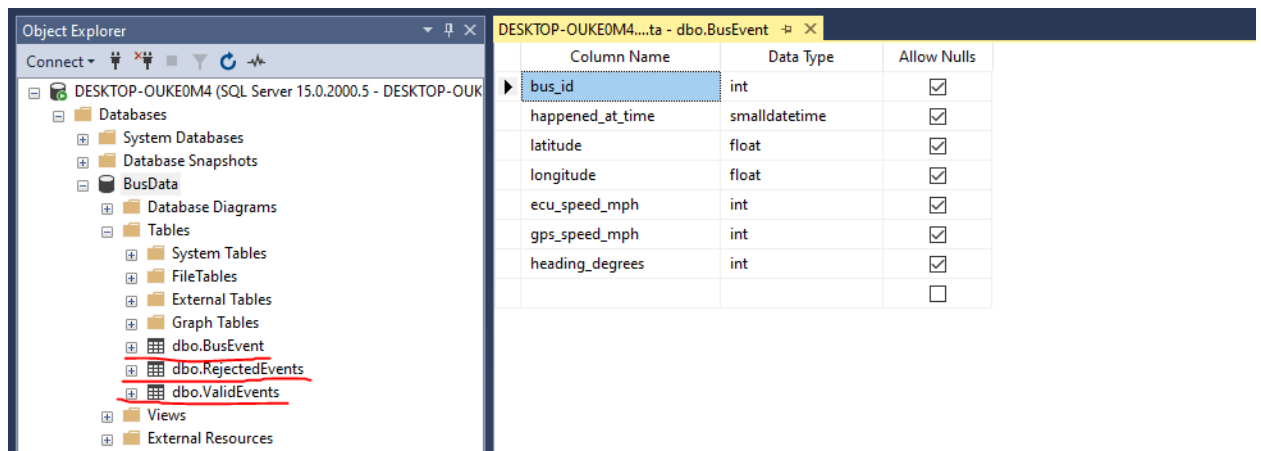 Object Explorer
Connect
DESKTOP-OUKE0M4 (SQL Server 15.0.2000.5 - DESKTOP-OUK
Databases
System Databases
Database Snapshots
BusData
Database Diagrams
Tables
System Tables
FileTables
External Tables
Graph Tables
dbo.BusEvent
dbo.RejectedEvents
dbo.ValidEvents
Views
External Resources
DESKTOP-OUKE0M4....ta - dbo.BusEvent
Column Name Data Type Allow Nulls
bus_id int
happened_at_time smalldatetime
latitude float
longitude float
ecu_speed_mph int
gps_speed_mph int
heading_degrees int